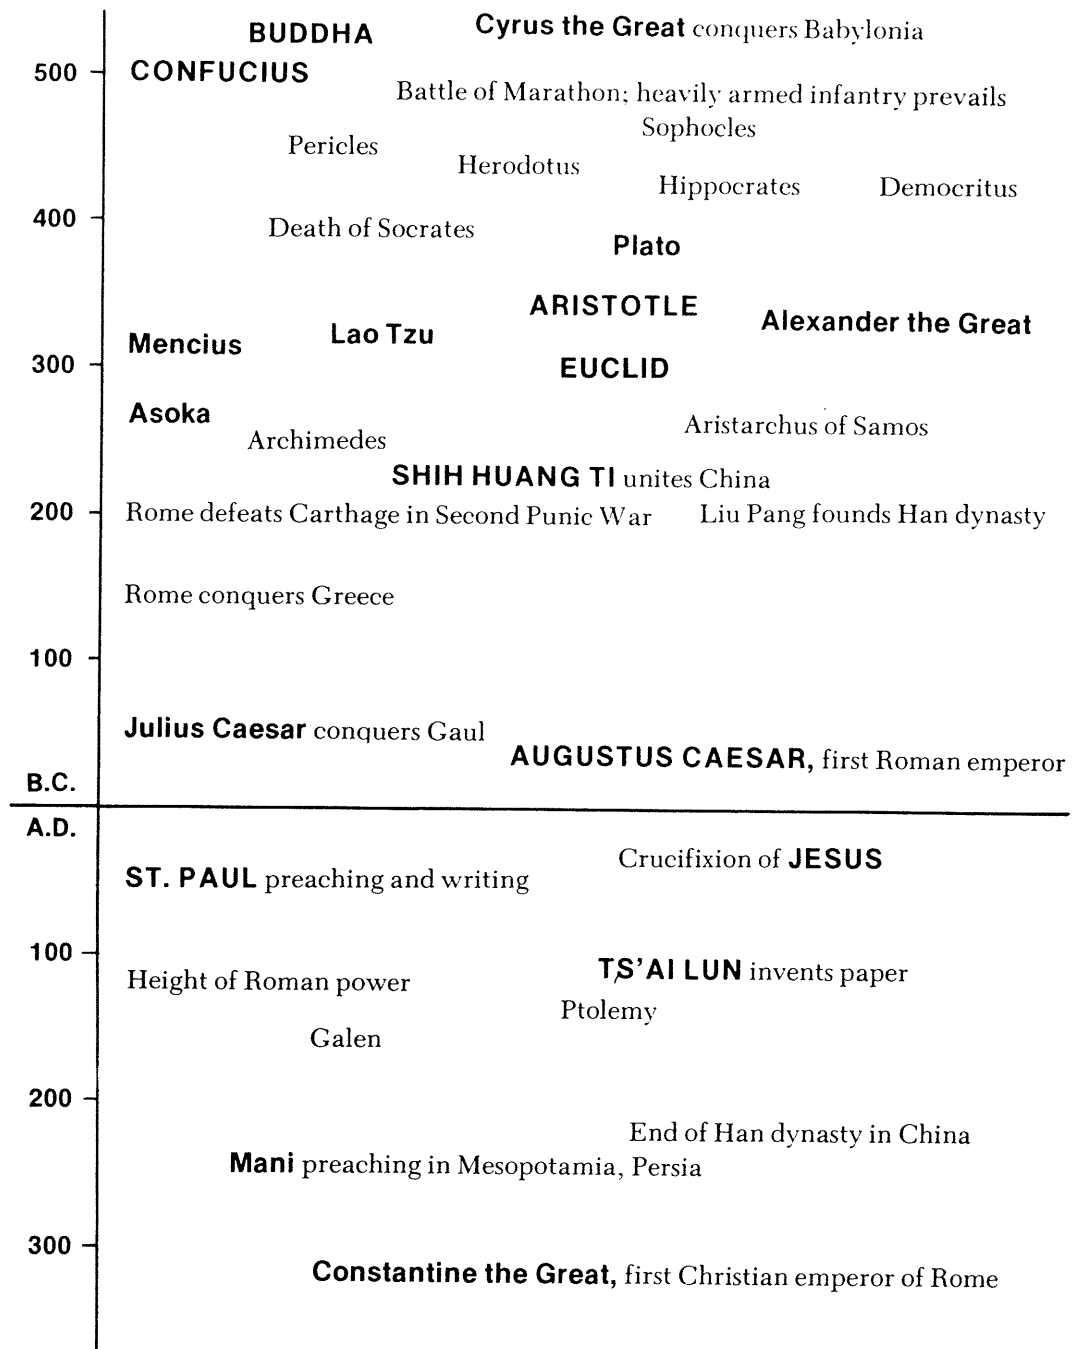 BUDDHA Cyrus the Great conquers Babylonia
500 CONFUCIUS
Battle of Marathon; heavily armed infantry prevails
Sophocles
Pericles
Herodotus
Hippocrates Democritus
400
Death of Socrates
Plato
ARISTOTLE
Alexander the Great
Lao Tzu
Mencius
300 EUCLID
Asoka
Aristarchus of Samos
Archimedes
SHIH HUANG TI unites China
200 Rome defeats Carthage in Second Punic War Liu Pang founds Han dynasty
Rome conquers Greece
100
Julius Caesar conquers Gaul
AUGUSTUS CAESAR, first Roman emperor
B.C.
A.D.
Crucifixion of JESUS
ST. PAUL preaching and writing
100
TS'AI LUN invents paper
Height of Roman power
Ptolemy
Galen
200
End of Han dynasty in China
Mani preaching in Mesopotamia, Persia
300
Constantine the Great, first Christian emperor of Rome